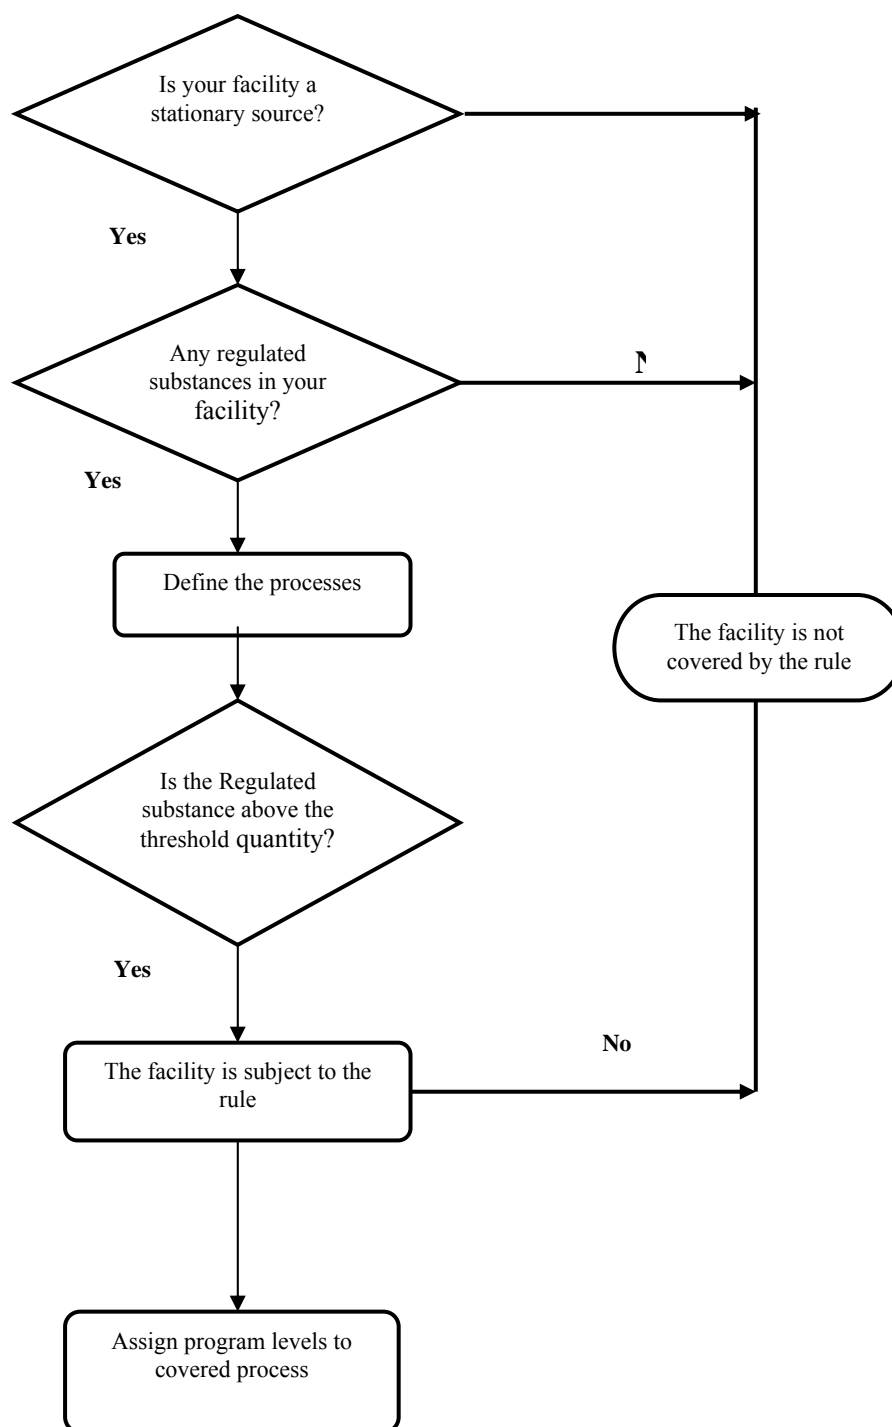 Is your facility a
stationary source?
Yes
Any regulated
substances in your
facility?
Yes
Define the processes
The facility is not
covered by the rule
Is the Regulated
substance above the
threshold quantity?
Yes
No
The facility is subject to the
rule
Assign program levels to
covered process